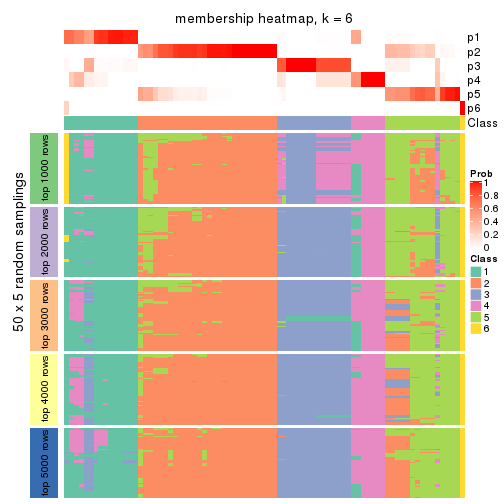 membership heatmap, k = 6
p1
p2
p3
p4
p5
p6
Class
50 x 5 random samplings
top 1000 rows
top 2000 rows
top 3000 rows
top 4000 rows
top 5000 rows
Prob
1
0.8
0.6
0.4
0.2
0
Class
1
2
3
4
5
6